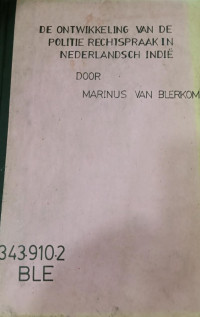 DE ONTWIKKELING VAN DE
POLITIE RECHTSPRAAK IN
NEDERLANDSCH INDIË
DOOR
MARINUS VAN BLERKOM
343.910.2
BLE